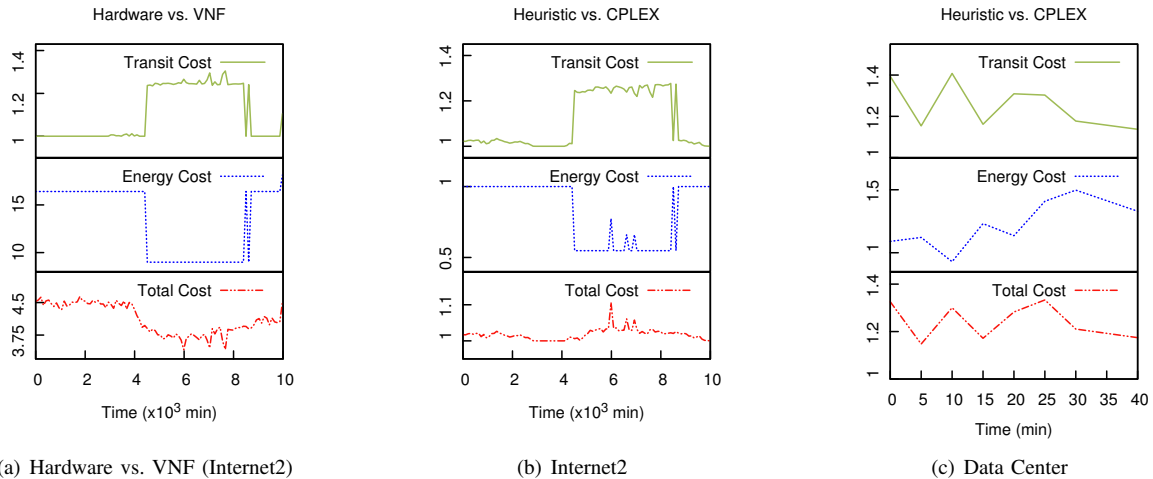 Hardware vs. VNF
Transit Cost
1.4
1.2
1
Energy Cost
15
10
Total Cost
4.5
3.75
0 2 4 6 8 10
Time (x10³ min)
(a) Hardware vs. VNF (Internet2)
Heuristic vs. CPLEX
Transit Cost
1.4
1.2
1
Energy Cost
1
0.5
Total Cost
1.1
1
0 2 4 6 8 10
Time (x10³ min)
(b) Internet2
Heuristic vs. CPLEX
Transit Cost
1.4
1.2
1
Energy Cost
1.5
1
Total Cost
1.4
1.2
1
0 5 10 15 20 25 30 35 40
Time (min)
(c) Data Center